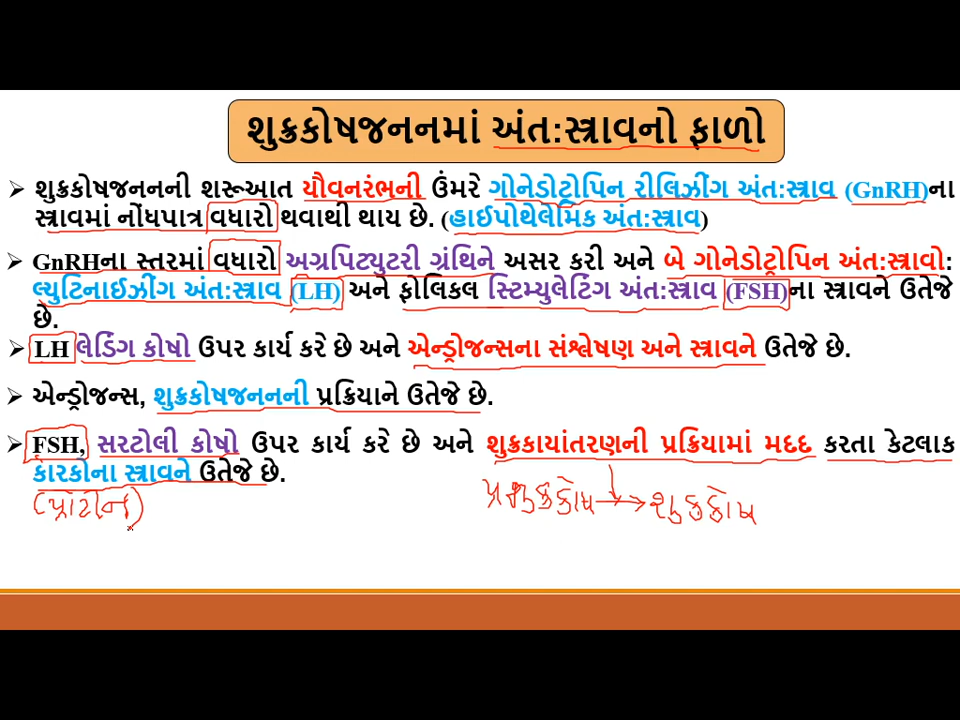 શુક્રકોષજનનમાં અંત:સ્ત્રાવનો ફાળો
➢ શુક્રકોષજનનની શરૂઆત યૌવનરંભની ઉંમરે ગોનેડોટ્રોપિન રીલિઝીંગ અંત:સ્ત્રાવ (GnRH)ના
સ્ત્રાવમાં નોંધપાત્ર વધારો થવાથી થાય છે. (હાઈપોથેલેમિક અંત:સ્ત્રાવ)
➢ GnRHના સ્તરમાં વધારો અગ્રપિટ્યુટરી ગ્રંથિને અસર કરી અને બે ગોનેડોટ્રોપિન અંત:સ્ત્રાવો:
લ્યુટિનાઈઝીંગ અંત:સ્ત્રાવ (LH) અને ફોલિકલ સ્ટિમ્યુલેટિંગ અંત:સ્ત્રાવ (FSH)ના સ્ત્રાવને ઉતેજે
છે.
➢ LH લેડિંગ કોષો ઉપર કાર્ય કરે છે અને એન્ડ્રોજન્સના સંશ્લેષણ અને સ્ત્રાવને ઉતેજે છે.
➢ એન્ડ્રોજન્સ, શુક્રકોષજનનની પ્રક્રિયાને ઉતેજે છે.
➢ FSH, સરટોલી કોષો ઉપર કાર્ય કરે છે અને શુક્રકાયાંતરણની પ્રક્રિયામાં મદદ કરતા કેટલાક
કારકોના સ્ત્રાવને ઉતેજે છે.
(પ્રોટીન) પ્રશુક્રકોષ → શુક્રકોષ